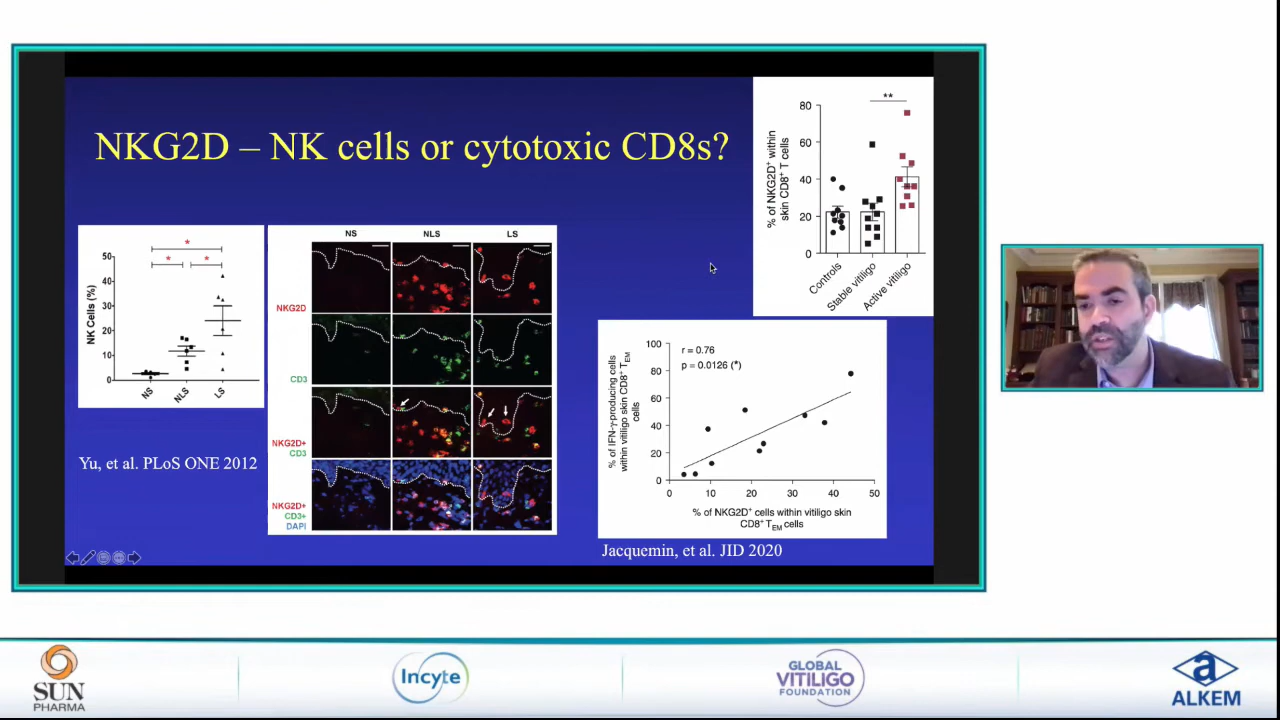 NKG2D – NK cells or cytotoxic CD8s?
NK Cells (%)
50
40
30
20
10
0
*
*
*
NS
NLS
LS
Yu, et al. PLoS ONE 2012
NS
NLS
LS
NKG2D
CD3
NKG2D+
CD3
NKG2D+
CD3+
DAPI
% of NKG2D+ within
skin CD8+ T cells
80
60
40
20
0
**
Controls
Stable vitiligo
Active vitiligo
% of IFN-γ-producing cells
within vitiligo skin CD8+ TEM
cells
100
80
60
40
20
0
r = 0.76
p = 0.0126 (*)
0
10
20
30
40
50
% of NKG2D+ cells within vitiligo skin
CD8+ TEM cells
Jacquemin, et al. JID 2020
SUN
PHARMA
Incyte
GLOBAL
VITILIGO
FOUNDATION
a
ALKEM